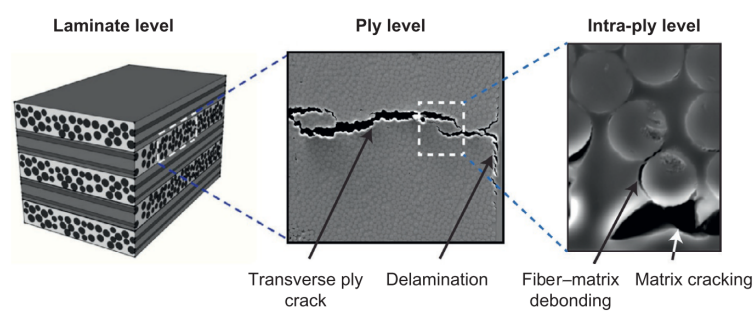 Laminate level
Ply level
Intra-ply level
Transverse ply
crack
Delamination
Fiber–matrix
debonding
Matrix cracking